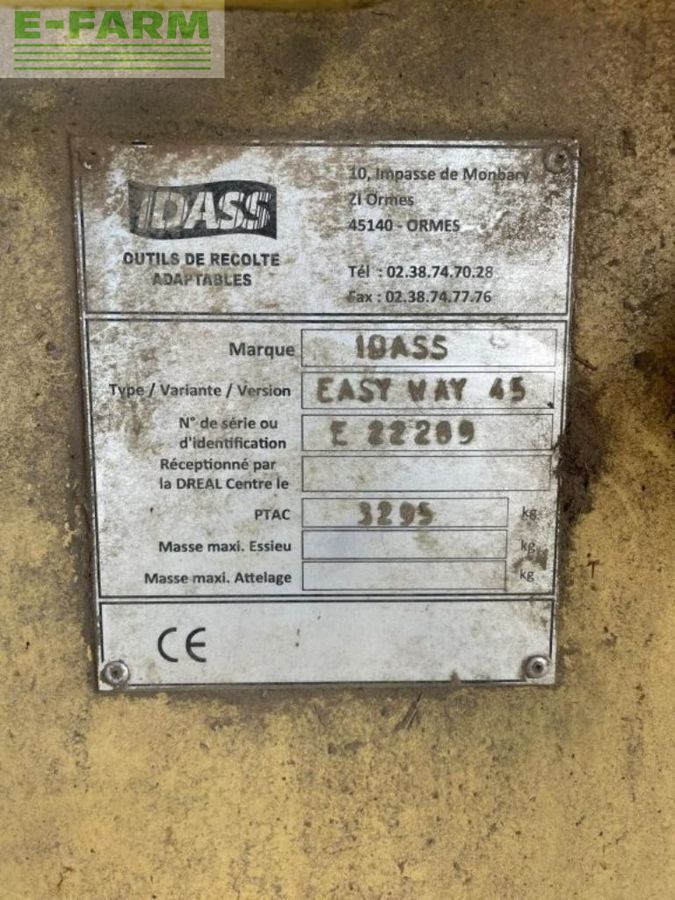 E-FARM
IDASS
OUTILS DE RECOLTE
ADAPTABLES
10, Impasse de Monbary
ZI Ormes
45140 - ORMES
Tél : 02.38.74.70.28
Fax : 02.38.74.77.76
Marque IDASS
Type / Variante / Version EASY WAY 45
N° de série ou
d'identification E 22289
Réceptionné par
la DREAL Centre le
PTAC 3295 kg
Masse maxi. Essieu kg
Masse maxi. Attelage kg
CE